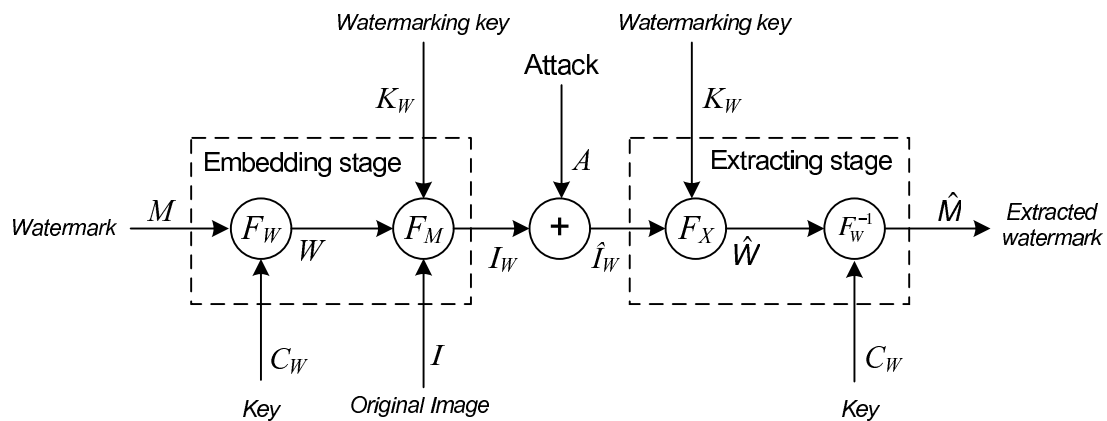 Watermarking key
Watermarking key
Attack
K_W
K_W
Embedding stage
A
Extracting stage
Watermark
M
F_W
W
F_M
I_W
+
Î_W
F_X
Ŵ
F_W^{-1}
M̂
Extracted
watermark
C_W
I
C_W
Key
Original Image
Key